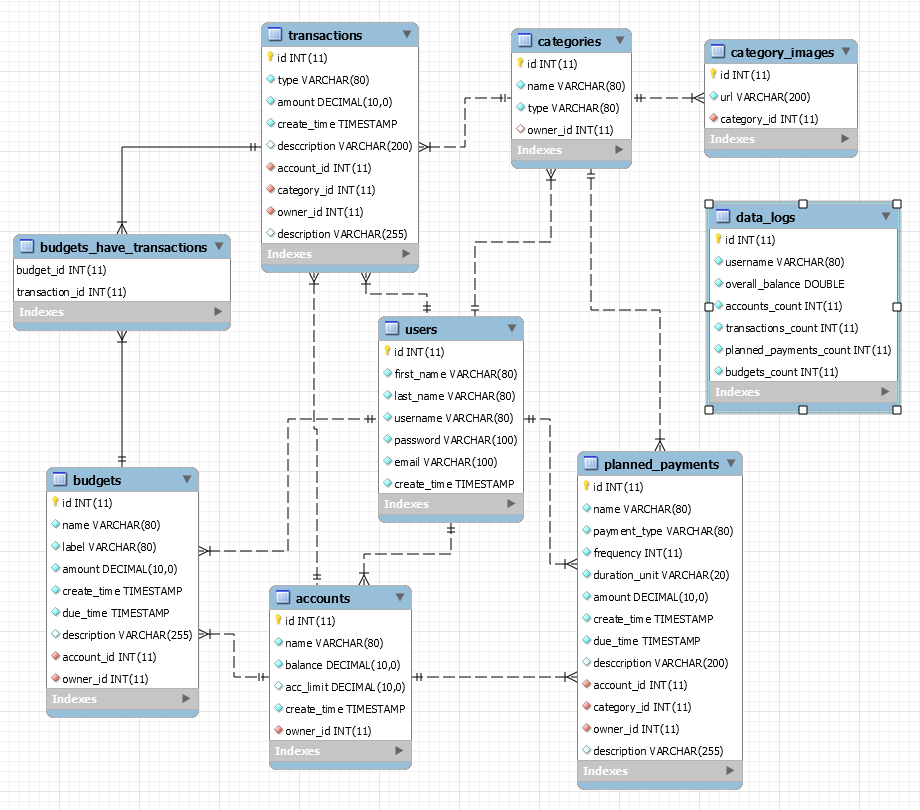 transactions
id INT(11)
type VARCHAR(80)
amount DECIMAL(10,0)
create_time TIMESTAMP
desccription VARCHAR(200)
account_id INT(11)
category_id INT(11)
owner_id INT(11)
description VARCHAR(255)
Indexes
categories
id INT(11)
name VARCHAR(80)
type VARCHAR(80)
owner_id INT(11)
Indexes
category_images
id INT(11)
url VARCHAR(200)
category_id INT(11)
Indexes
budgets_have_transactions
budget_id INT(11)
transaction_id INT(11)
Indexes
data_logs
id INT(11)
username VARCHAR(80)
overall_balance DOUBLE
accounts_count INT(11)
transactions_count INT(11)
planned_payments_count INT(11)
budgets_count INT(11)
Indexes
users
id INT(11)
first_name VARCHAR(80)
last_name VARCHAR(80)
username VARCHAR(80)
password VARCHAR(100)
email VARCHAR(100)
create_time TIMESTAMP
Indexes
budgets
id INT(11)
name VARCHAR(80)
label VARCHAR(80)
amount DECIMAL(10,0)
create_time TIMESTAMP
due_time TIMESTAMP
description VARCHAR(255)
account_id INT(11)
owner_id INT(11)
Indexes
accounts
id INT(11)
name VARCHAR(80)
balance DECIMAL(10,0)
acc_limit DECIMAL(10,0)
create_time TIMESTAMP
owner_id INT(11)
Indexes
planned_payments
id INT(11)
name VARCHAR(80)
payment_type VARCHAR(80)
frequency INT(11)
duration_unit VARCHAR(20)
amount DECIMAL(10,0)
create_time TIMESTAMP
due_time TIMESTAMP
desccription VARCHAR(200)
account_id INT(11)
category_id INT(11)
owner_id INT(11)
description VARCHAR(255)
Indexes